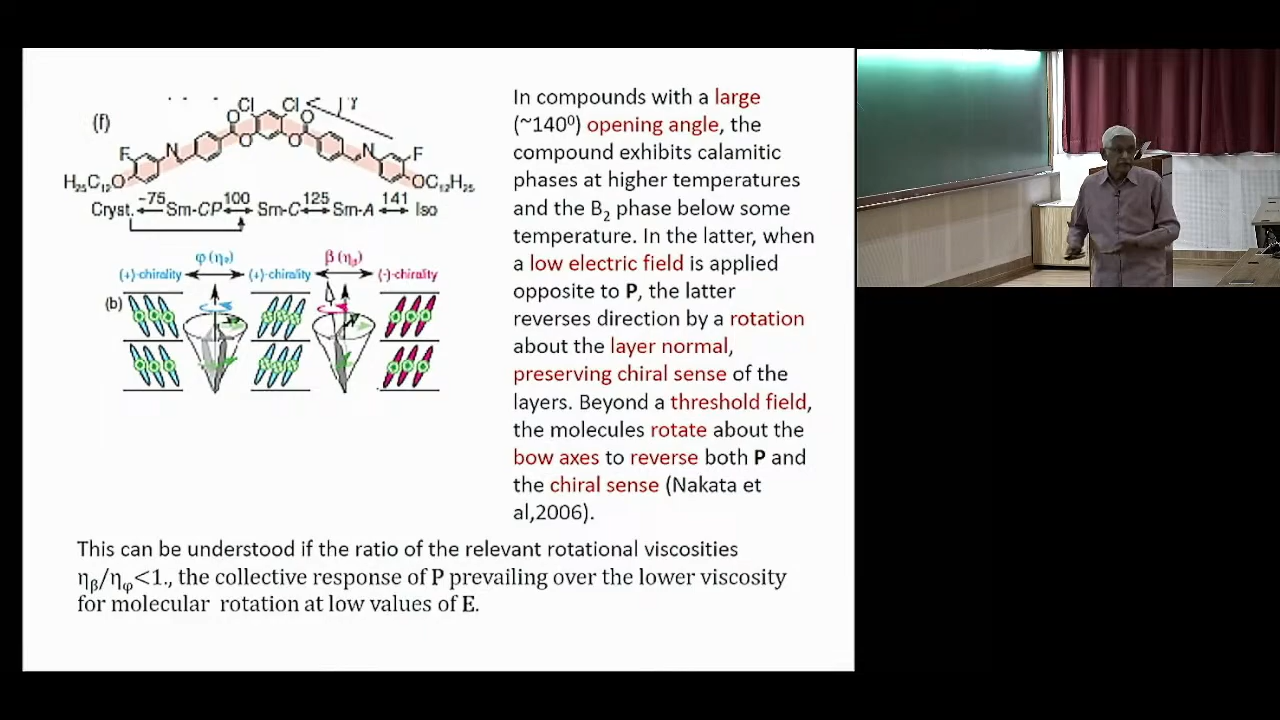 (f)
Cl Cl γ
O O
O O
F N N F
H₂₅C₁₂O OC₁₂H₂₅
Cryst. ~75 Sm-CP 100 Sm-C 125 Sm-A 141 Iso
φ (η₂) β (η₃)
(+)-chirality (+)-chirality (-)-chirality
(b)
In compounds with a large
(~140⁰) opening angle, the
compound exhibits calamitic
phases at higher temperatures
and the B₂ phase below some
temperature. In the latter, when
a low electric field is applied
opposite to P, the latter
reverses direction by a rotation
about the layer normal,
preserving chiral sense of the
layers. Beyond a threshold field,
the molecules rotate about the
bow axes to reverse both P and
the chiral sense (Nakata et
al,2006).
This can be understood if the ratio of the relevant rotational viscosities
ηᵦ/ηᵩ<1., the collective response of P prevailing over the lower viscosity
for molecular rotation at low values of E.